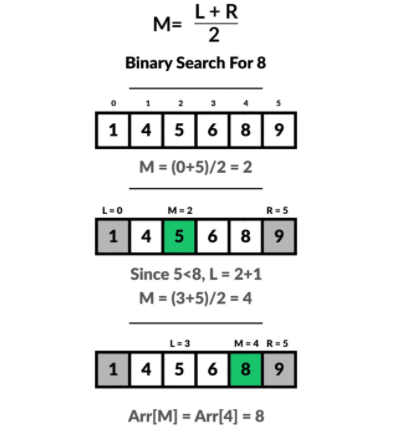 M= L + R
2
Binary Search For 8
0 1 2 3 4 5
1 4 5 6 8 9
M = (0+5)/2 = 2
L = 0 M = 2 R = 5
1 4 5 6 8 9
Since 5<8, L = 2+1
M = (3+5)/2 = 4
L = 3 M = 4 R = 5
1 4 5 6 8 9
Arr[M] = Arr[4] = 8